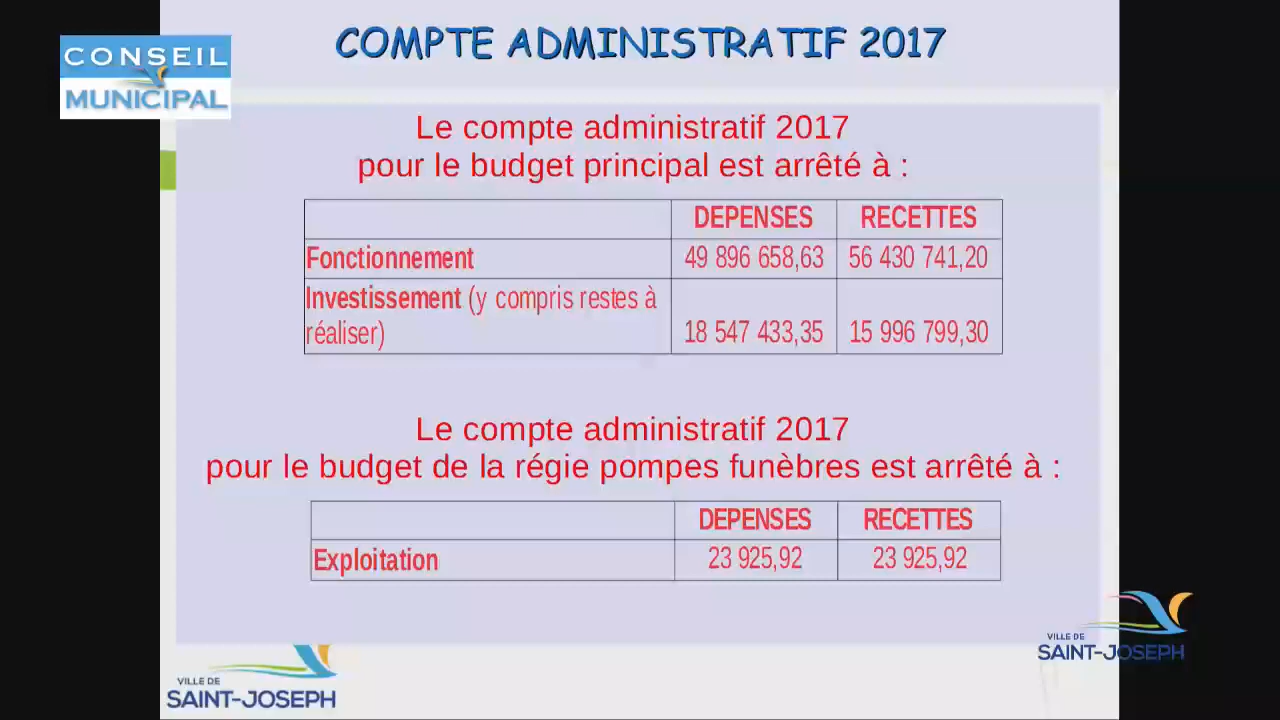 CONSEIL
MUNICIPAL
COMPTE ADMINISTRATIF 2017
Le compte administratif 2017
pour le budget principal est arrêté à :
DEPENSES RECETTES
Fonctionnement 49 896 658,63 56 430 741,20
Investissement (y compris restes à
réaliser) 18 547 433,35 15 996 799,30
Le compte administratif 2017
pour le budget de la régie pompes funèbres est arrêté à :
DEPENSES RECETTES
Exploitation 23 925,92 23 925,92
VILLE DE
SAINT-JOSEPH
VILLE DE
SAINT-JOSEPH